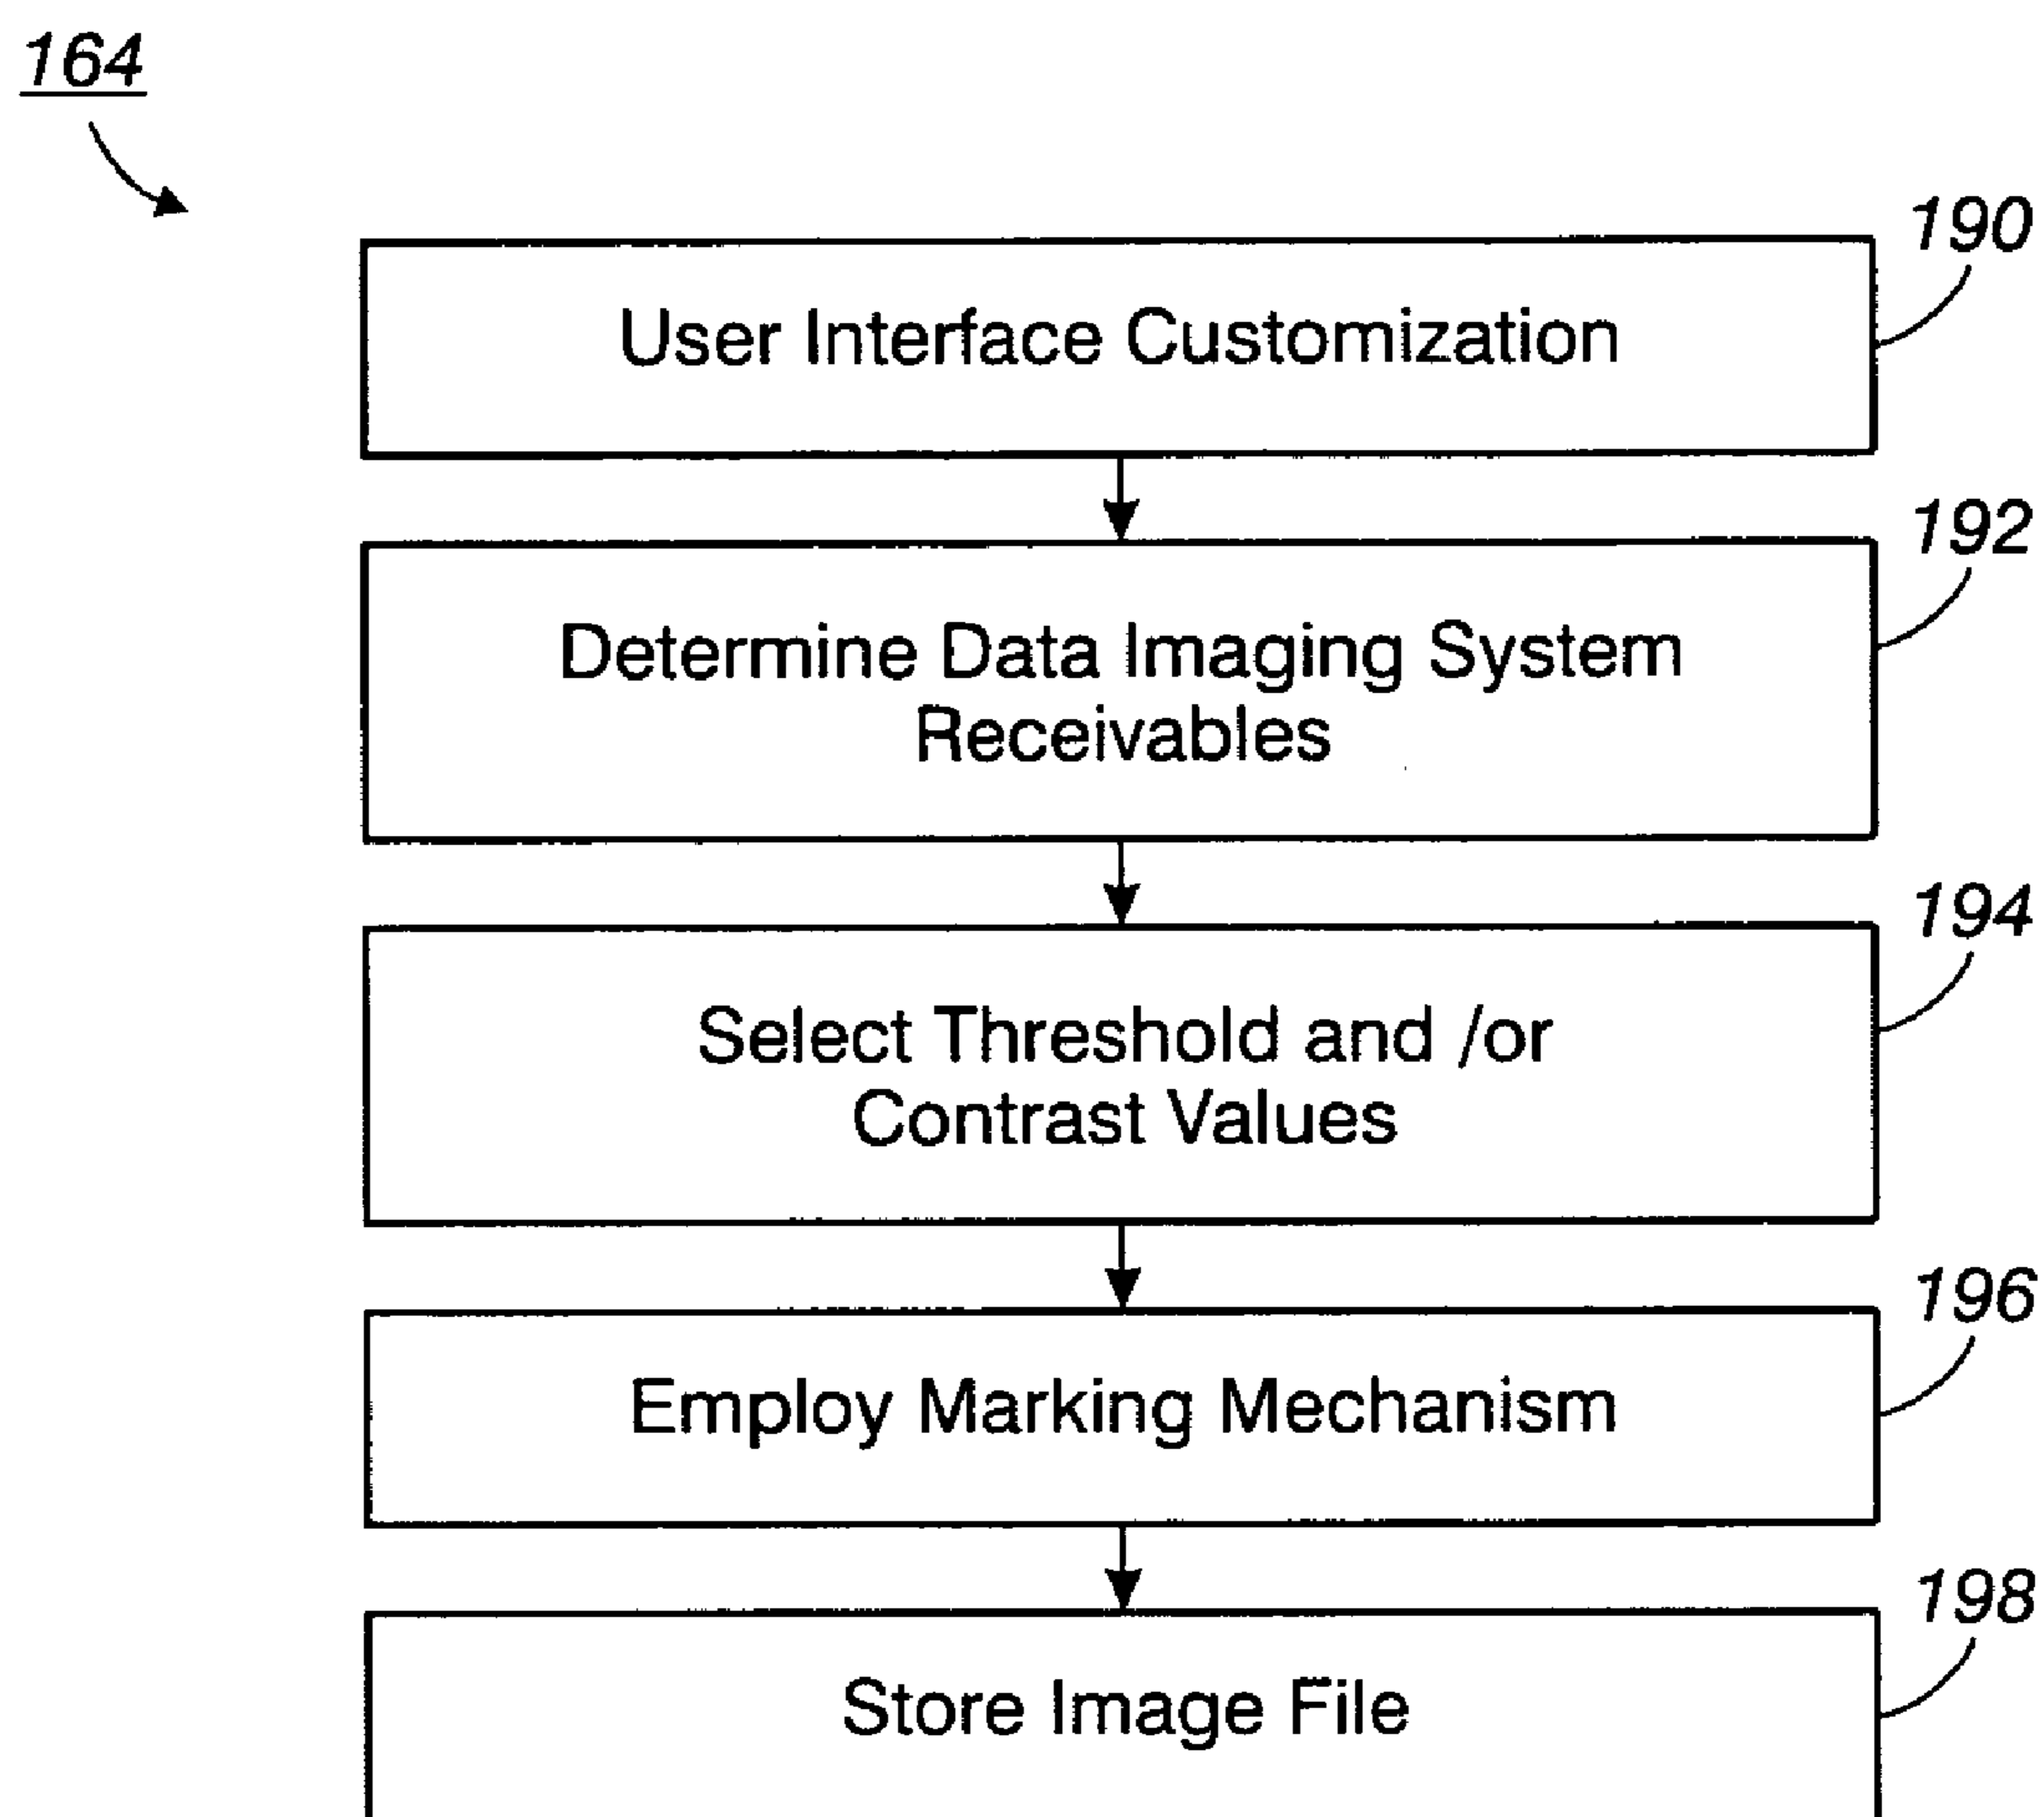 164
190
User Interface Customization
192
Determine Data Imaging System
Receivables
194
Select Threshold and /or
Contrast Values
196
Employ Marking Mechanism
198
Store Image File